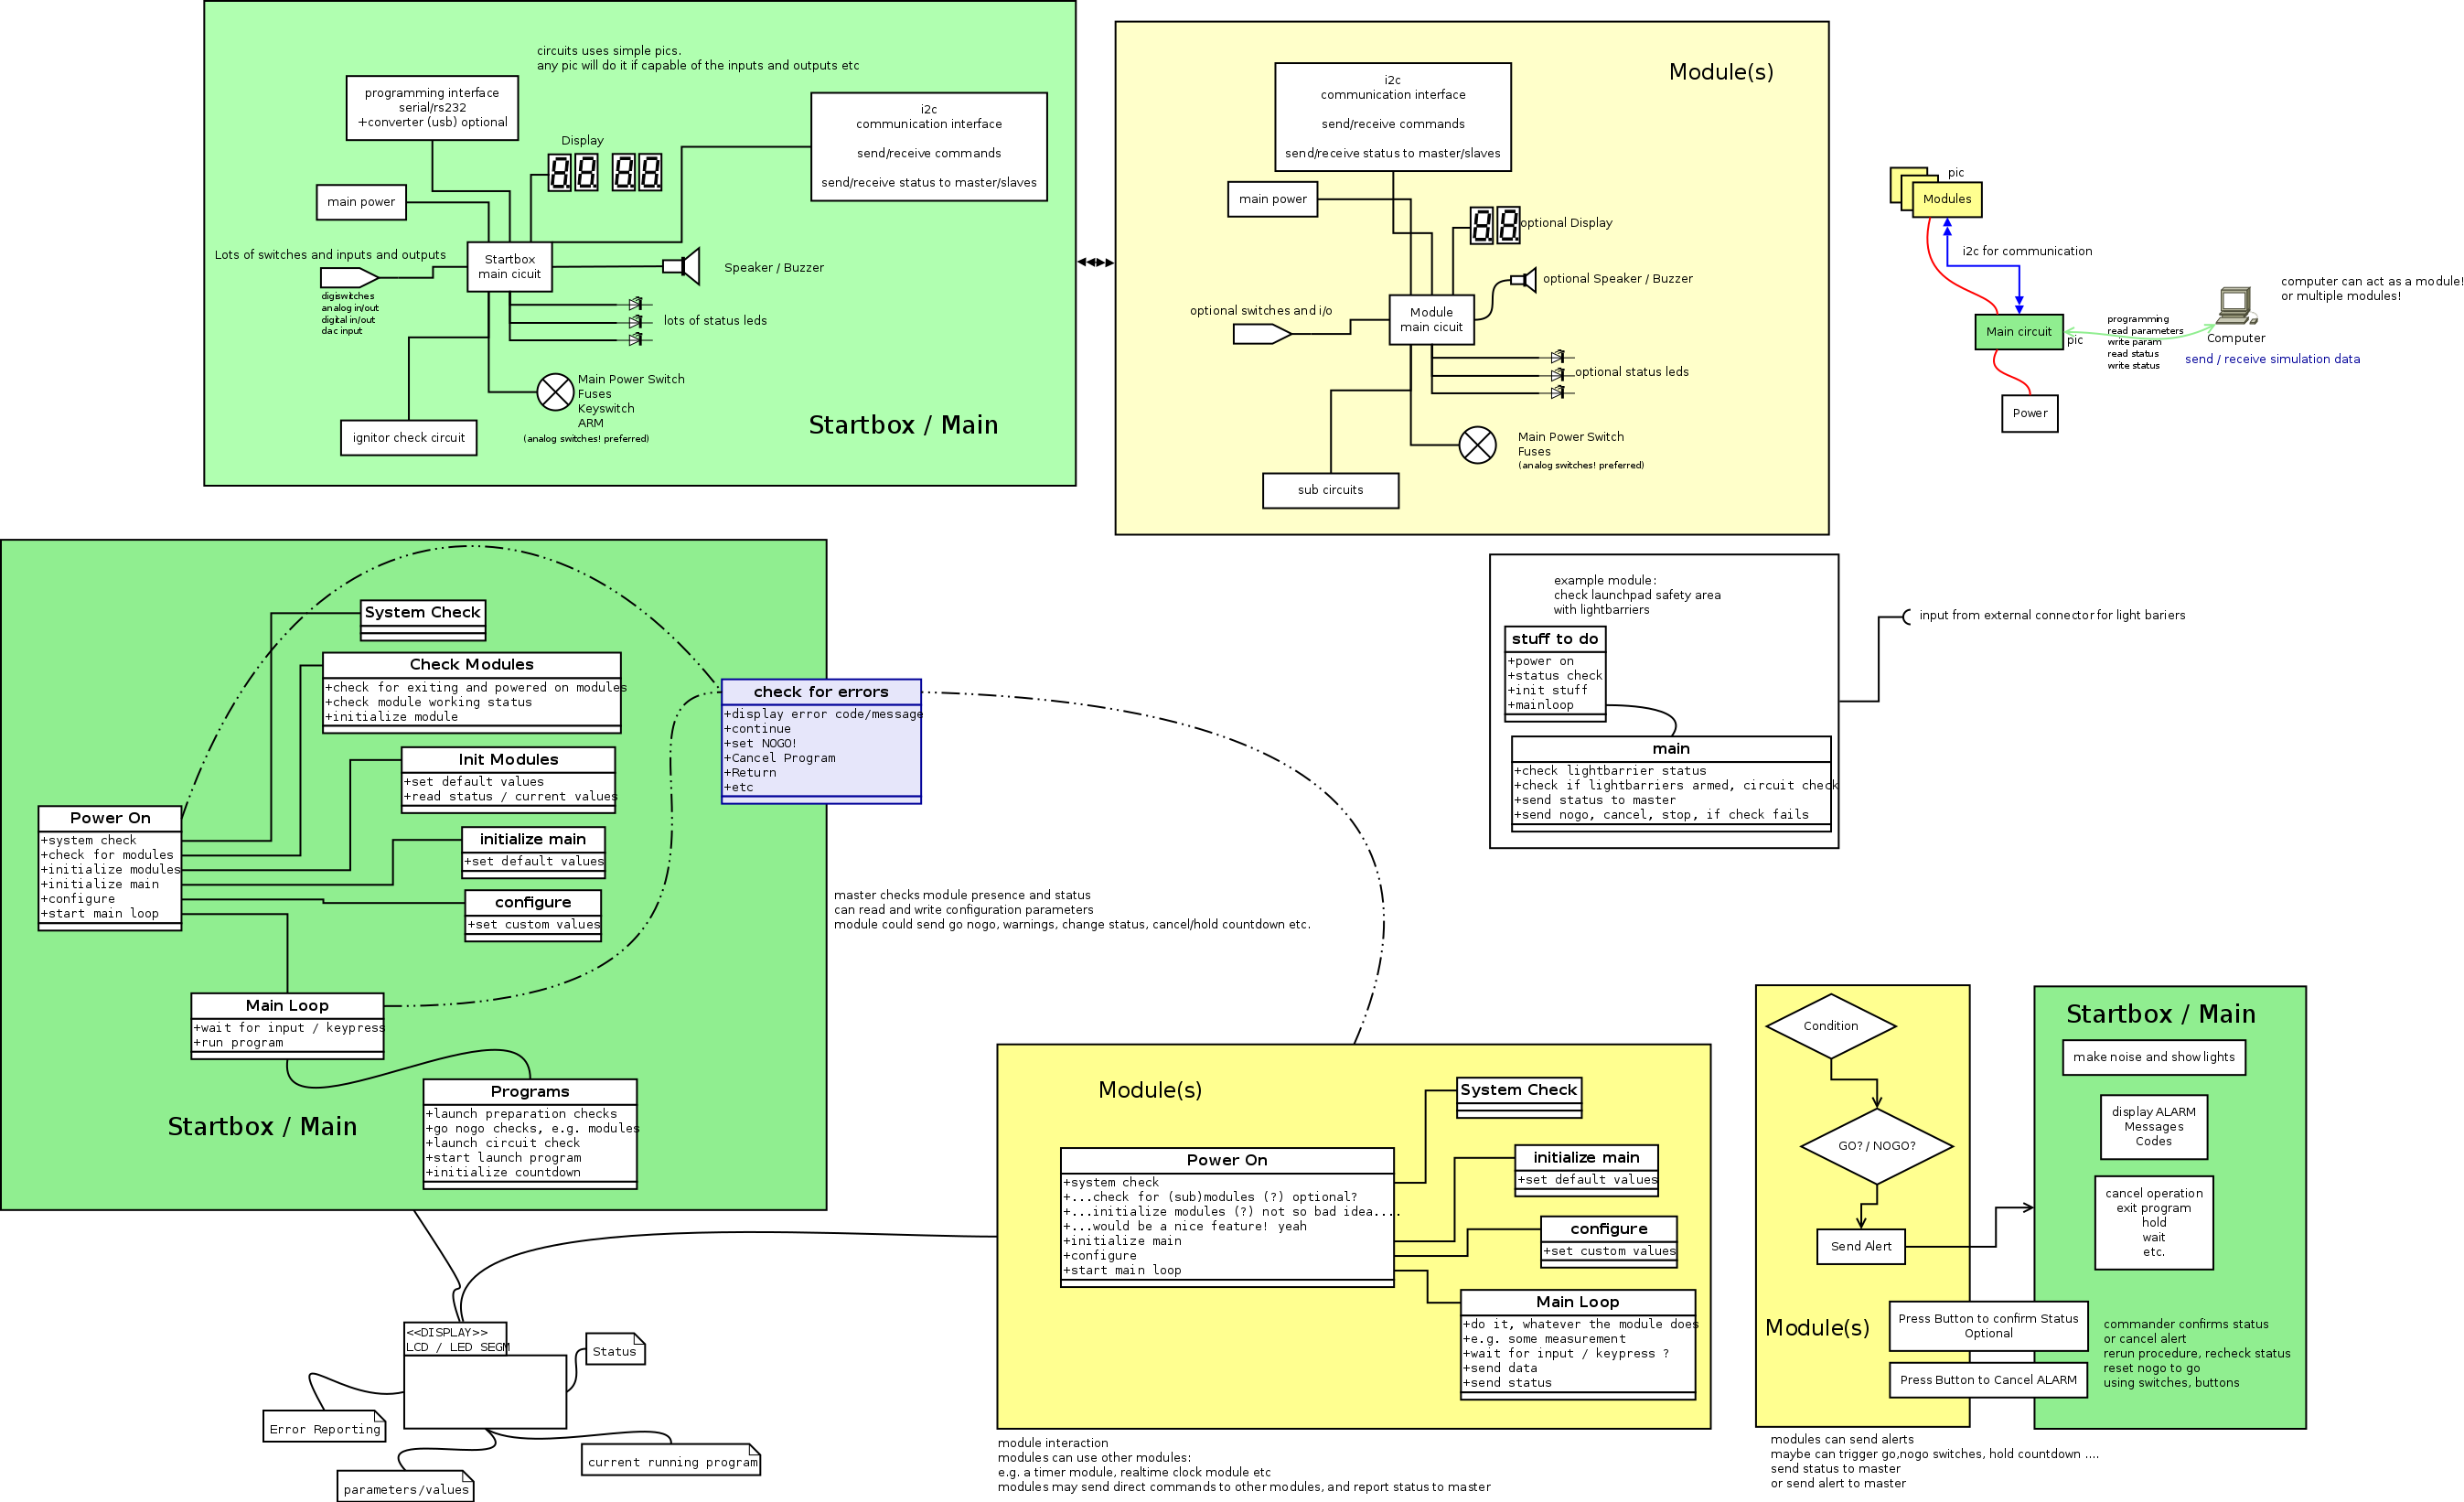 circuits uses simple pics.
any pic will do it if capable of the inputs and outputs etc
programming interface
serial/rs232
+converter (usb) optional
Display
i2c
communication interface
send/receive commands
send/receive status to master/slaves
main power
Lots of switches and inputs and outputs
digiswitches
analog in/out
digital in/out
dac input
Startbox
main cicuit
Speaker / Buzzer
lots of status leds
Main Power Switch
Fuses
Keyswitch
ARM
(analog switches! preferred)
ignitor check circuit
Startbox / Main
Module(s)
i2c
communication interface
send/receive commands
send/receive status to master/slaves
main power
optional Display
optional Speaker / Buzzer
optional switches and i/o
Module
main cicuit
optional status leds
Main Power Switch
Fuses
(analog switches! preferred)
sub circuits
pic
Modules
i2c for communication
computer can act as a module!
or multiple modules!
Main circuit
pic
programming
read parameters
write param
read status
write status
Computer
send / receive simulation data
Power
System Check
Check Modules
+check for exiting and powered on modules
+check module working status
+initialize module
Init Modules
+set default values
+read status / current values
Power On
+system check
+check for modules
+initialize modules
+initialize main
+configure
+start main loop
initialize main
+set default values
configure
+set custom values
check for errors
+display error code/message
+continue
+set NOGO!
+Cancel Program
+Return
+etc
Main Loop
+wait for input / keypress
+run program
Programs
+launch preparation checks
+go nogo checks, e.g. modules
+launch circuit check
+start launch program
+initialize countdown
Startbox / Main
master checks module presence and status
can read and write configuration parameters
module could send go nogo, warnings, change status, cancel/hold countdown etc.
example module:
check launchpad safety area
with lightbarriers
stuff to do
+power on
+status check
+init stuff
+mainloop
main
+check lightbarrier status
+check if lightbarriers armed, circuit check
+send status to master
+send nogo, cancel, stop, if check fails
input from external connector for light bariers
<<DISPLAY>>
LCD / LED SEGM
Status
Error Reporting
current running program
parameters/values
Module(s)
System Check
Power On
+system check
+...check for (sub)modules (?) optional?
+...initialize modules (?) not so bad idea....
+...would be a nice feature! yeah
+initialize main
+configure
+start main loop
initialize main
+set default values
configure
+set custom values
Main Loop
+do it, whatever the module does
+e.g. some measurement
+wait for input / keypress ?
+send data
+send status
module interaction
modules can use other modules:
e.g. a timer module, realtime clock module etc
modules may send direct commands to other modules, and report status to master
Condition
GO? / NOGO?
Send Alert
Module(s)
Startbox / Main
make noise and show lights
display ALARM
Messages
Codes
cancel operation
exit program
hold
wait
etc.
Press Button to confirm Status
Optional
Press Button to Cancel ALARM
commander confirms status
or cancel alert
rerun procedure, recheck status
reset nogo to go
using switches, buttons
modules can send alerts
maybe can trigger go,nogo switches, hold countdown ....
send status to master
or send alert to master